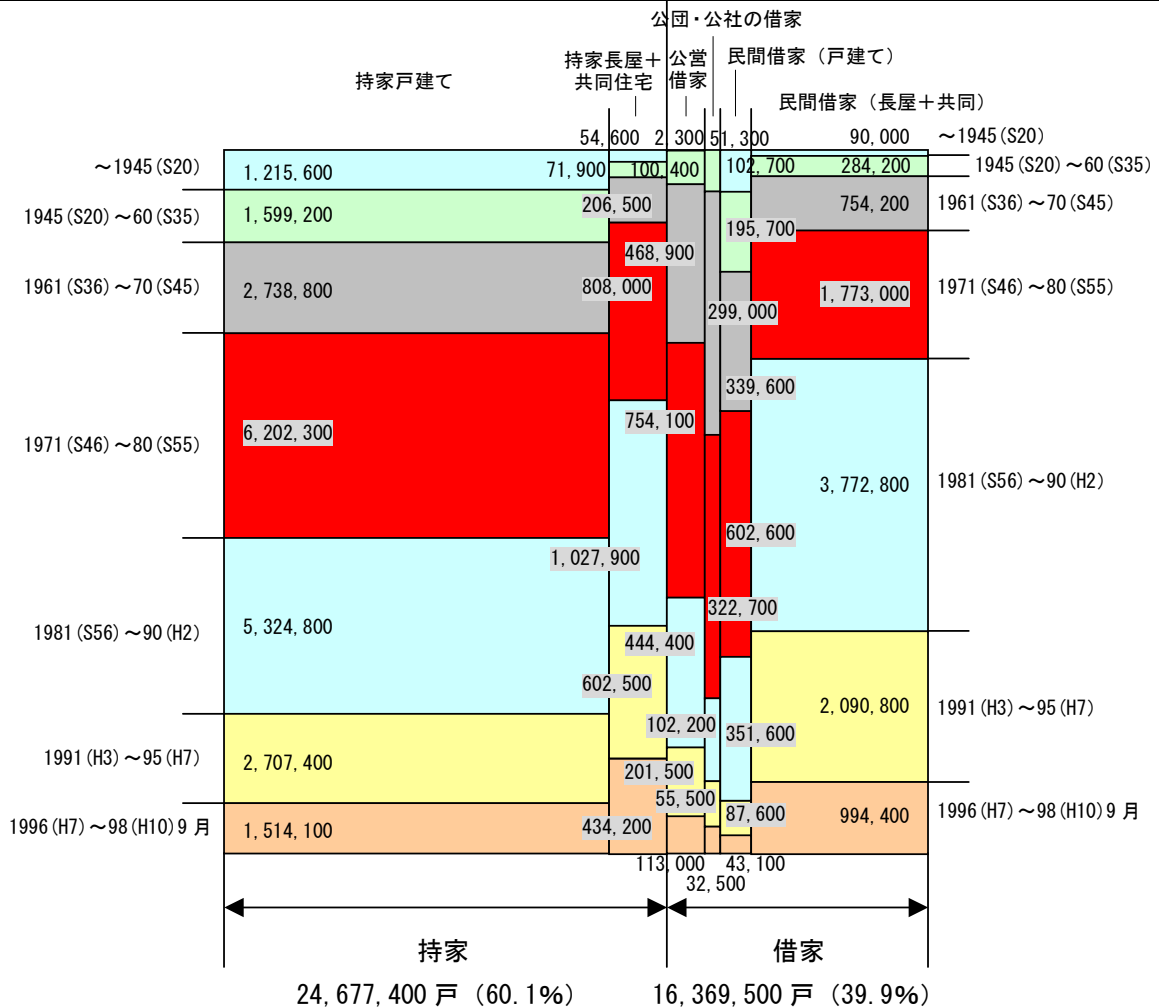 公団・公社の借家
持家長屋＋
共同住宅
公営
借家
民間借家（戸建て）
持家戸建て
民間借家（長屋＋共同）
54,600
2,300
51,300
90,000
～1945(S20)
～1945(S20)
1,215,600
71,900
100,400
102,700
284,200
1945(S20)～60(S35)
1945(S20)～60(S35)
1,599,200
206,500
754,200
1961(S36)～70(S45)
195,700
468,900
1961(S36)～70(S45)
2,738,800
808,000
299,000
1,773,000
1971(S46)～80(S55)
339,600
754,100
1971(S46)～80(S55)
6,202,300
3,772,800
1981(S56)～90(H2)
602,600
1,027,900
322,700
1981(S56)～90(H2)
5,324,800
444,400
602,500
2,090,800
1991(H3)～95(H7)
102,200
351,600
1991(H3)～95(H7)
2,707,400
201,500
55,500
87,600
994,400
1996(H7)～98(H10)9月
1996(H7)～98(H10)9月
1,514,100
434,200
113,000
43,100
32,500
持家
借家
24,677,400 戸（60.1%）
16,369,500 戸（39.9%）